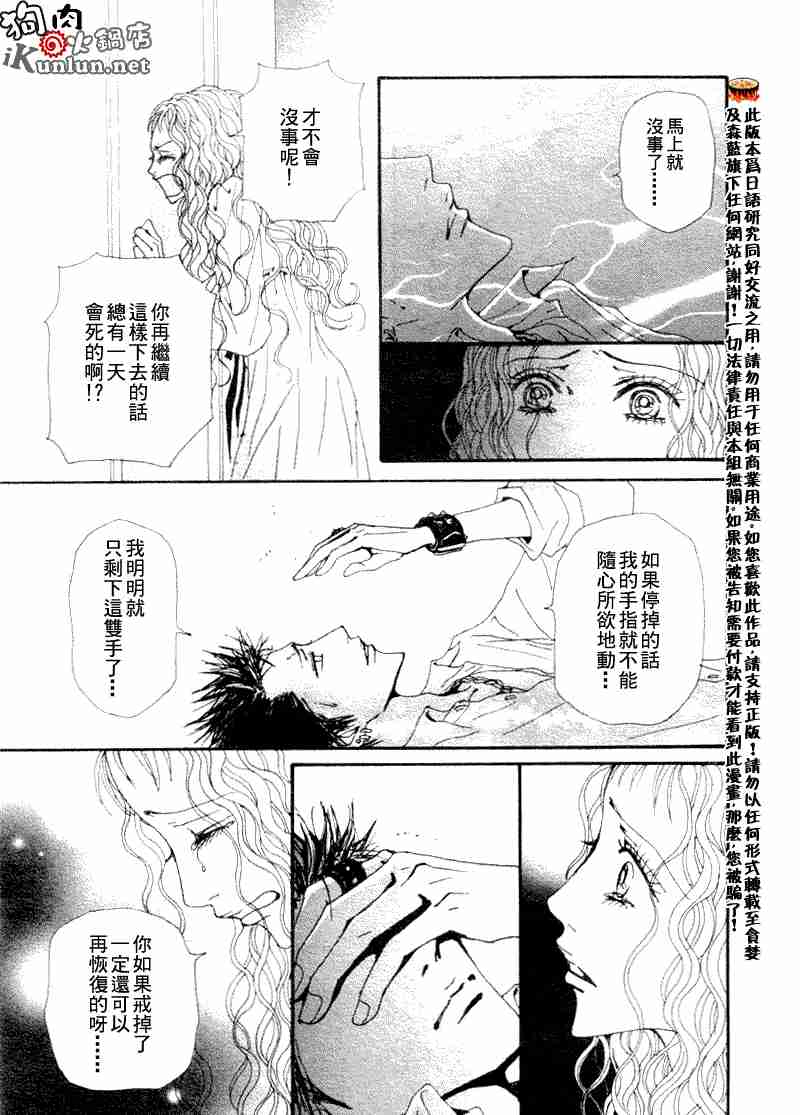 狗肉
火鍋店
iKunlun.net
此版本爲日語研究同好交流之用，請勿用于任何商業用途。如您喜歡此作品，請支持正版！請勿以任何形式轉載至貪婪
及森藍旗下任何網站，謝謝！一切法律責任與本組無關。如果您被告知需要付款才能看到此漫畫，那麼，您被騙了！
馬上就
沒事了……
才不會
沒事呢！
你再繼續
這樣下去的話
總有一天
會死的啊!?
如果停掉的話
我的手指就不能
隨心所欲地動…
我明明就
只剩下這雙手了…
你如果戒掉了
一定還可以
再恢復的呀……